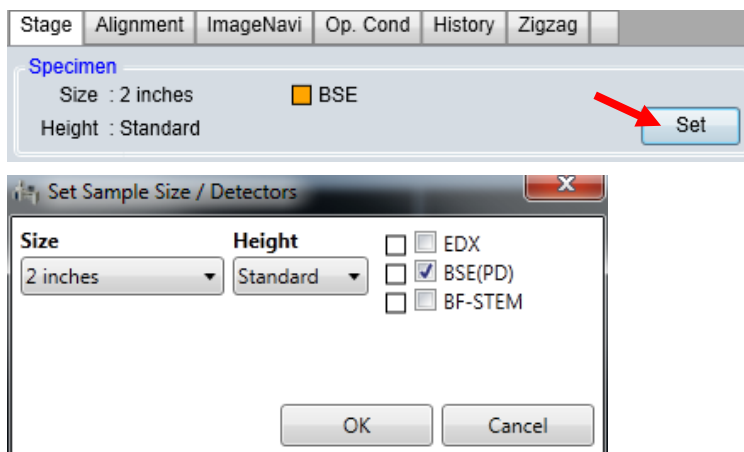 Stage Alignment ImageNavi Op. Cond History Zigzag
Specimen
Size : 2 inches BSE
Height : Standard Set
Set Sample Size / Detectors x
Size Height EDX
2 inches Standard BSE(PD)
BF-STEM
OK Cancel